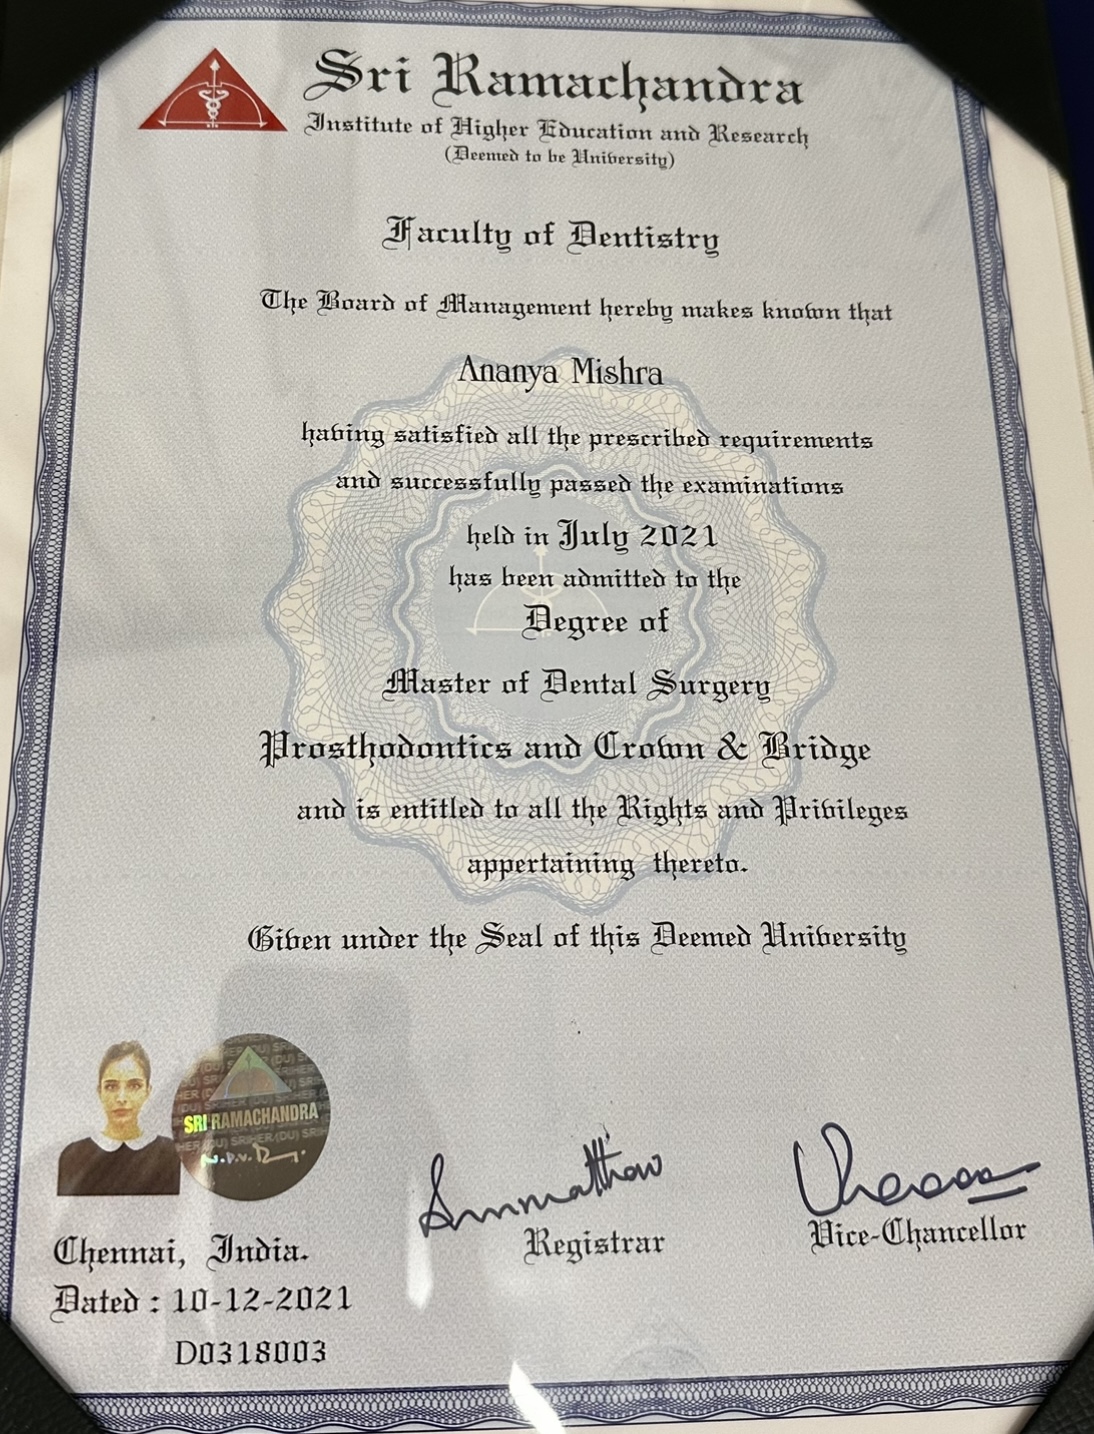 Sri Ramachandra
Institute of Higher Education and Research
(Deemed to be University)
Faculty of Dentistry
The Board of Management hereby makes known that
Ananya Mishra
having satisfied all the prescribed requirements
and successfully passed the examinations
held in July 2021
has been admitted to the
Degree of
Master of Dental Surgery
Prosthodontics and Crown & Bridge
and is entitled to all the Rights and Privileges
appertaining thereto.
Given under the Seal of this Deemed University
SRI RAMACHANDRA
SRIHER (DU)
Registrar
Vice-Chancellor
Chennai, India.
Dated : 10-12-2021
D0318003